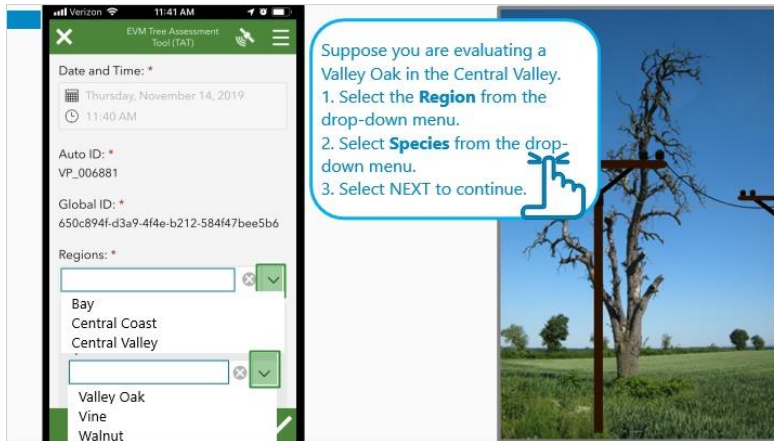 Verizon 11:41 AM
EVM Tree Assessment
Tool (TAT)
Date and Time: *
Thursday, November 14, 2019
11:40 AM
Auto ID: *
VP_006881
Global ID: *
650c894f-d3a9-4f4e-b212-584f47bee5b6
Regions: *
Bay
Central Coast
Central Valley
Valley Oak
Vine
Walnut
Suppose you are evaluating a
Valley Oak in the Central Valley.
1. Select the Region from the
drop-down menu.
2. Select Species from the drop-
down menu.
3. Select NEXT to continue.